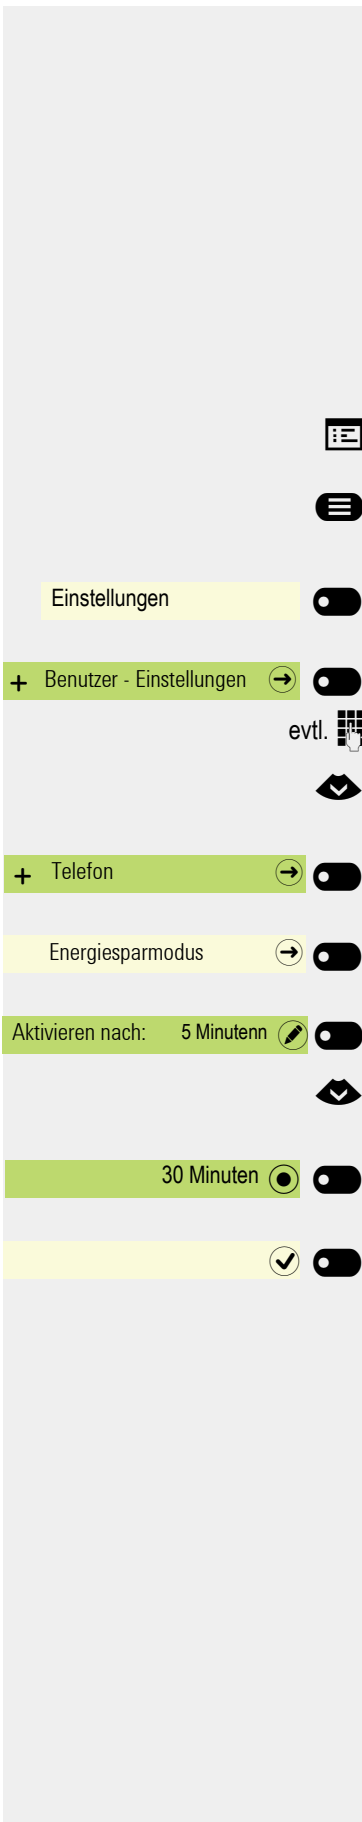 Einstellungen
+ Benutzer - Einstellungen
evtl.
+ Telefon
Energiesparmodus
Aktivieren nach: 5 Minutenn
30 Minuten